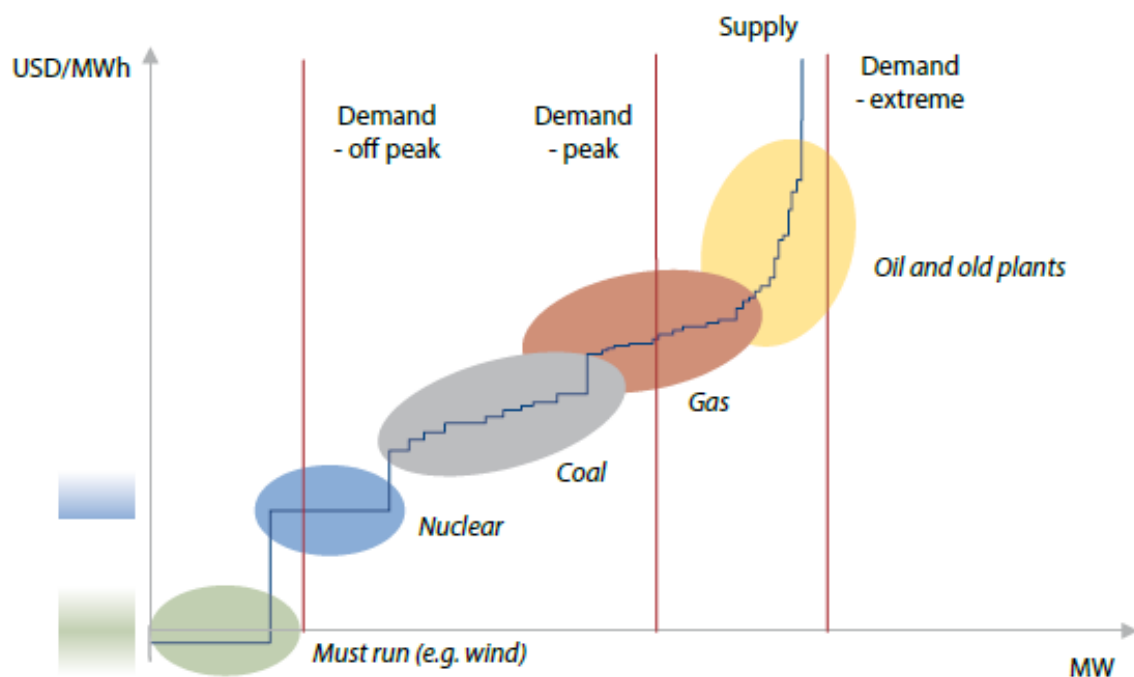 Supply
USD/MWh
Demand
- off peak
Demand
- peak
Demand
- extreme
Oil and old plants
Gas
Coal
Nuclear
Must run (e.g. wind)
MW